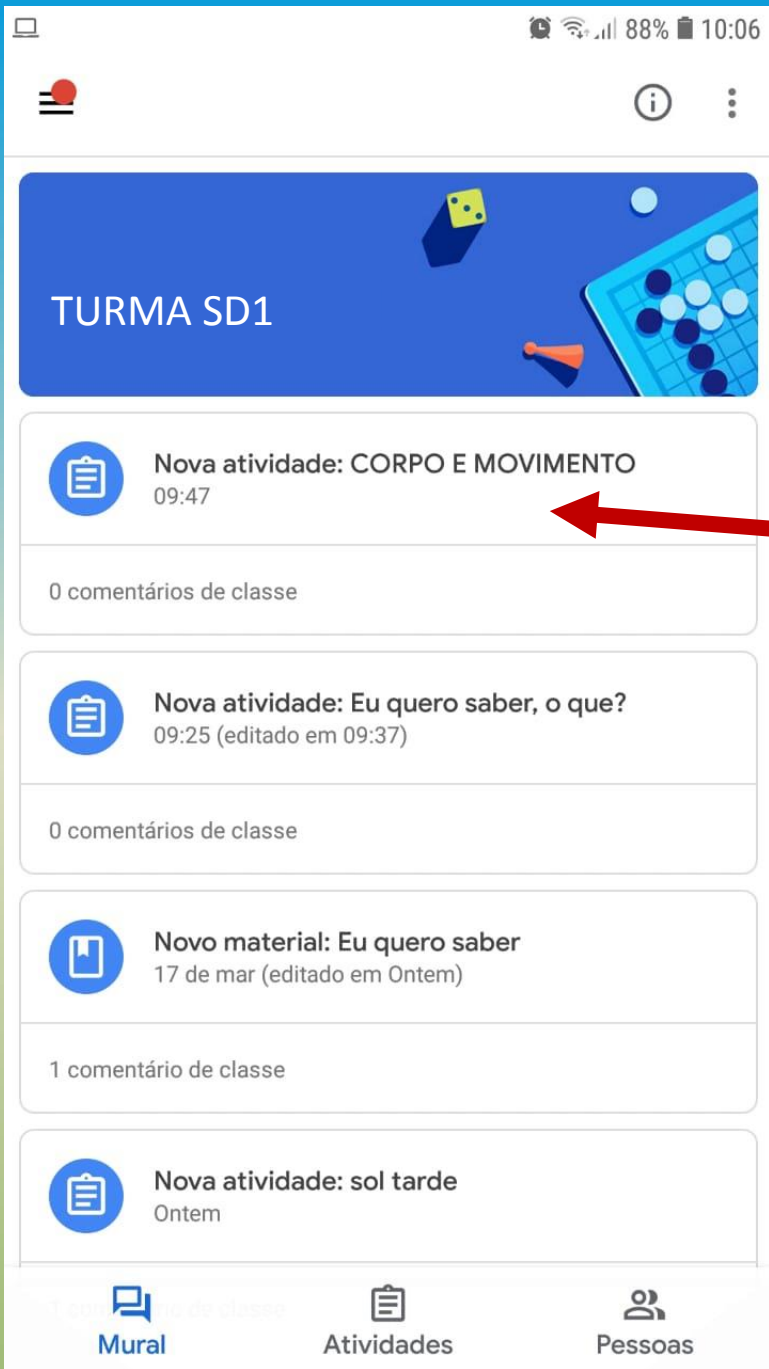 88% 10:06
TURMA SD1
Nova atividade: CORPO E MOVIMENTO
09:47
0 comentários de classe
Nova atividade: Eu quero saber, o que?
09:25 (editado em 09:37)
0 comentários de classe
Novo material: Eu quero saber
17 de mar (editado em Ontem)
1 comentário de classe
Nova atividade: sol tarde
Ontem
Mural
Atividades
Pessoas